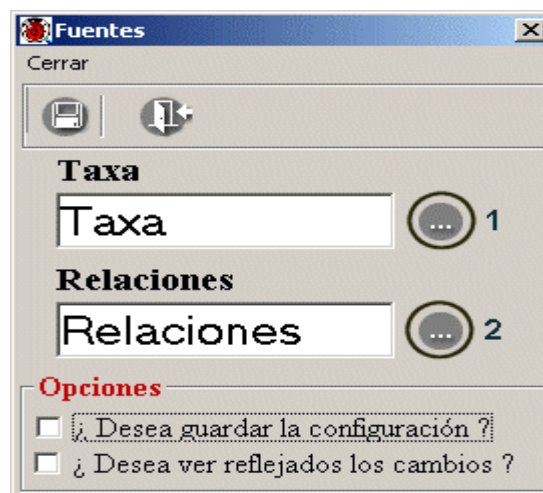 Fuentes
Cerrar
Taxa
Taxa ... 1
Relaciones
Relaciones ... 2
Opciones
¿ Desea guardar la configuración ?
¿ Desea ver reflejados los cambios ?